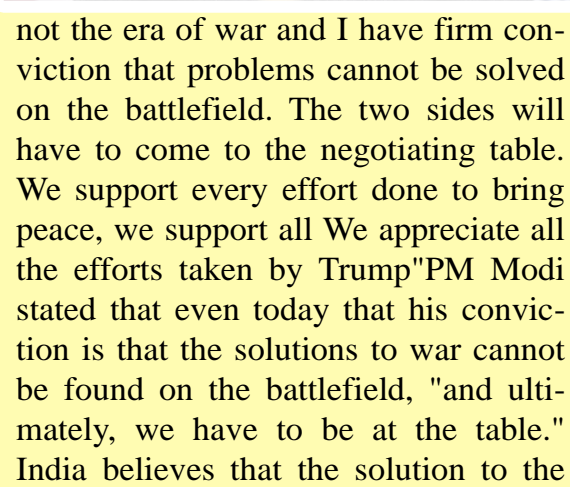 not the era of war and I have firm con-
viction that problems cannot be solved
on the battlefield. The two sides will
have to come to the negotiating table.
We support every effort done to bring
peace, we support all We appreciate all
the efforts taken by Trump"PM Modi
stated that even today that his convic-
tion is that the solutions to war cannot
be found on the battlefield, "and ulti-
mately, we have to be at the table."
India believes that the solution to the